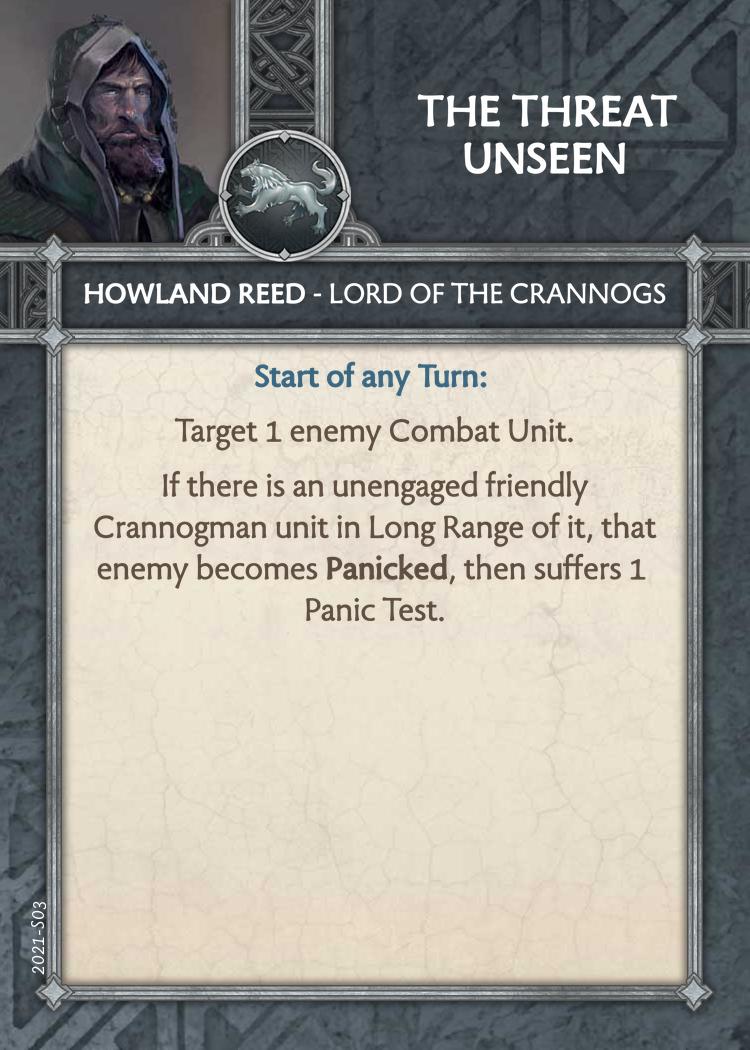 THE THREAT
UNSEEN
HOWLAND REED - LORD OF THE CRANNOGS
Start of any Turn:
Target 1 enemy Combat Unit.
If there is an unengaged friendly
Crannogman unit in Long Range of it, that
enemy becomes Panicked, then suffers 1
Panic Test.
2021-S03